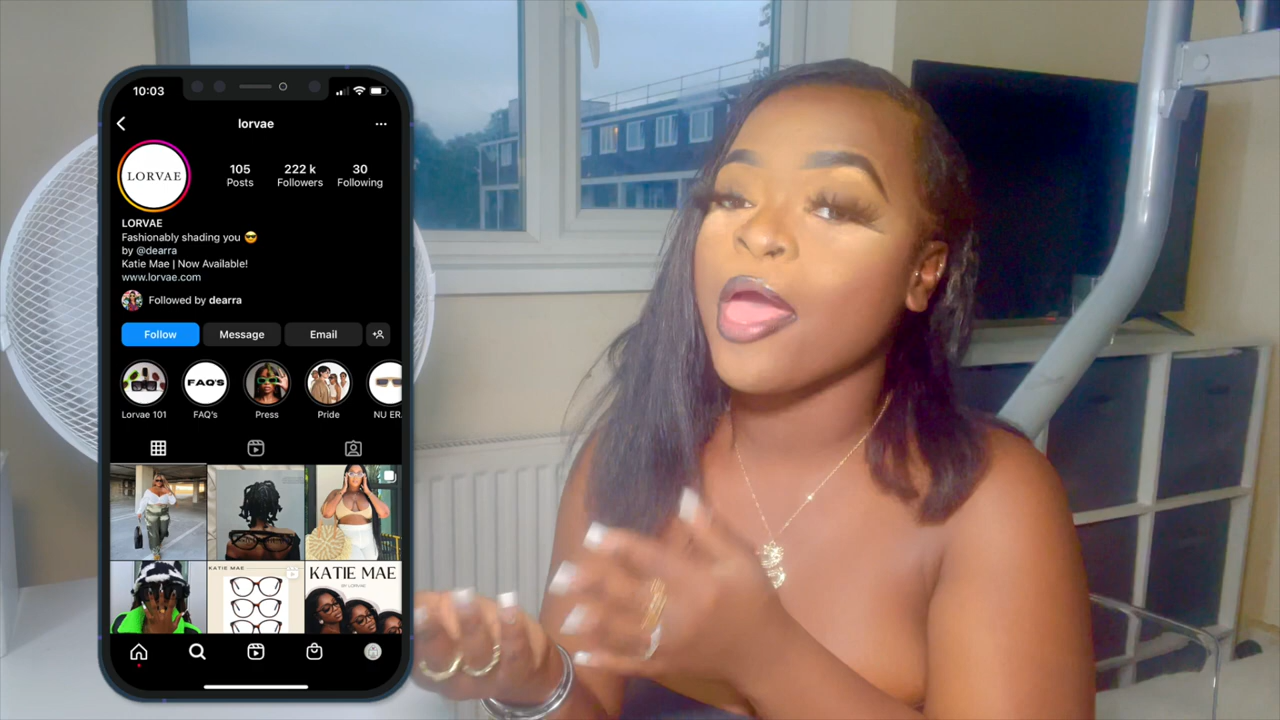 10:03
lorvae
LORVAE
105
Posts
222 k
Followers
30
Following
LORVAE
Fashionably shading you 😎
by @dearra
Katie Mae | Now Available!
www.lorvae.com
Followed by dearra
Follow
Message
Email
Lorvae 101
FAQ'S
FAQ's
Press
Pride
NU ER.
KATIE MAE
KATIE MAE
BY LORVAE